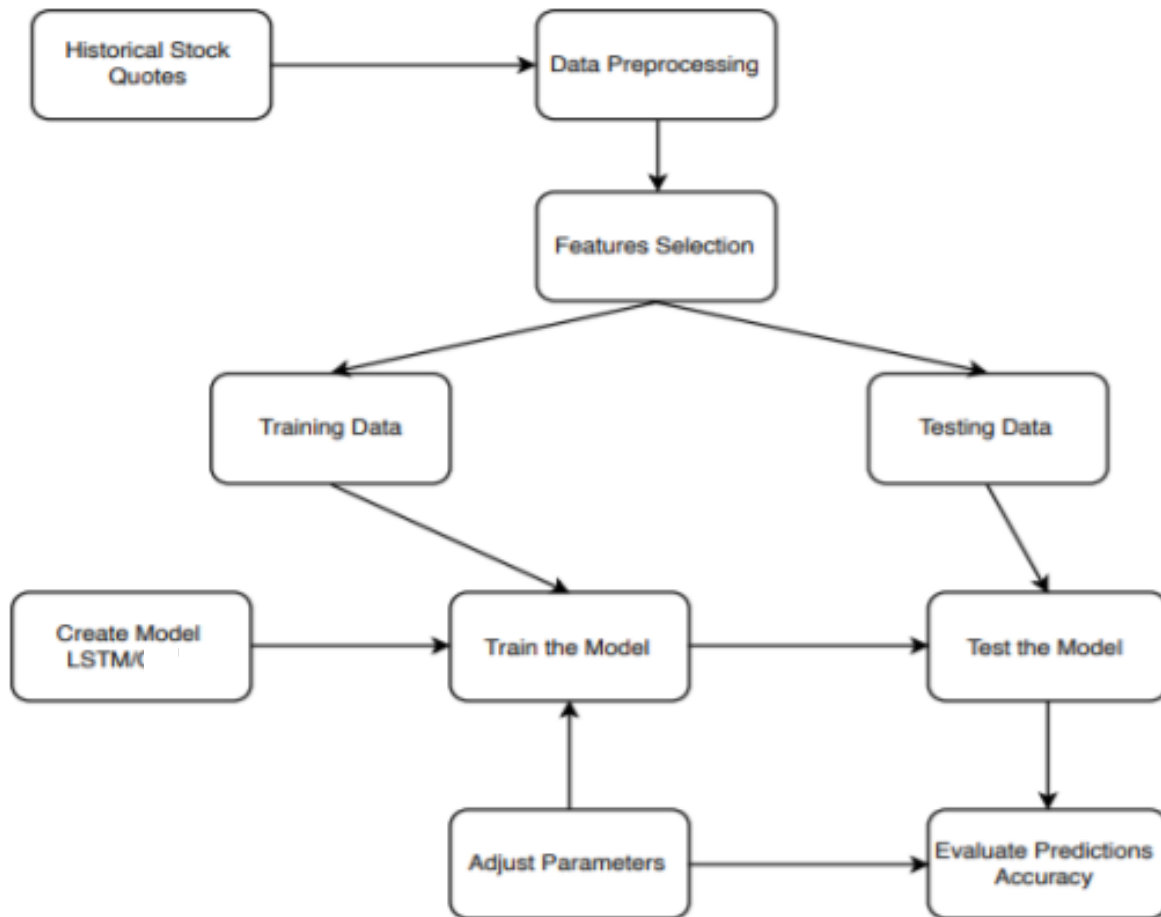 Historical Stock
Quotes
Data Preprocessing
Features Selection
Training Data
Testing Data
Create Model
LSTM/
Train the Model
Test the Model
Adjust Parameters
Evaluate Predictions
Accuracy